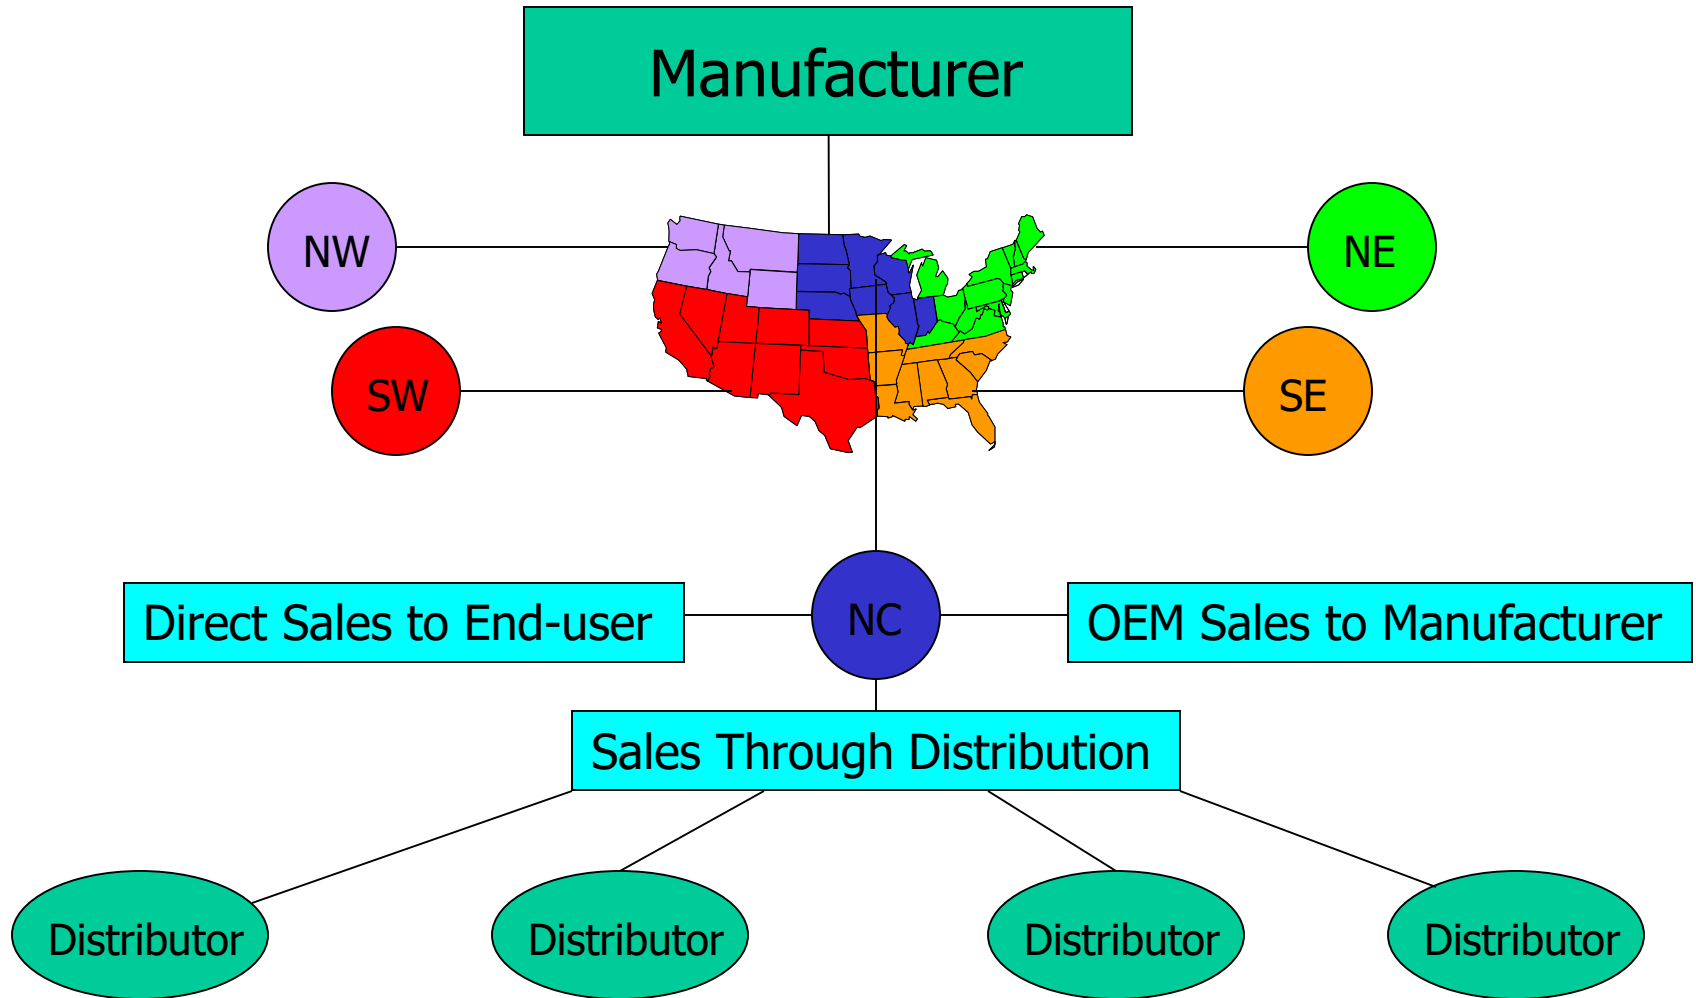 Manufacturer
NW
NE
SW
SE
NC
Direct Sales to End-user
OEM Sales to Manufacturer
Sales Through Distribution
Distributor
Distributor
Distributor
Distributor